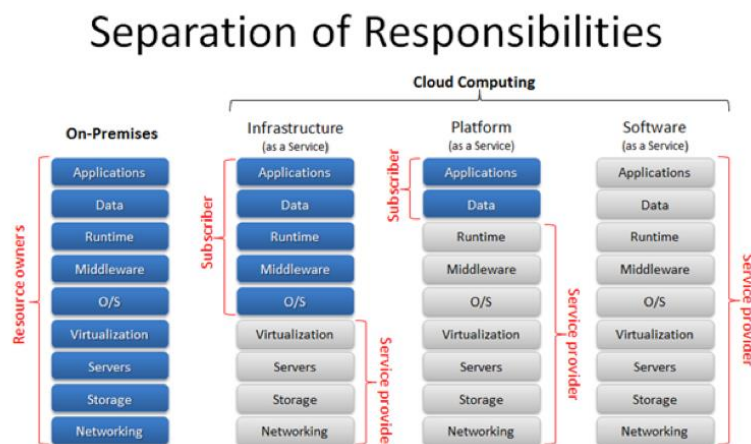 Separation of Responsibilities
Cloud Computing
On-Premises
Resource owners
Applications
Data
Runtime
Middleware
O/S
Virtualization
Servers
Storage
Networking
Infrastructure
(as a Service)
Subscriber
Applications
Data
Runtime
Middleware
O/S
Virtualization
Servers
Storage
Networking
Service provide
Platform
(as a Service)
Subscriber
Applications
Data
Runtime
Middleware
O/S
Virtualization
Servers
Storage
Networking
Service provider
Software
(as a Service)
Applications
Data
Runtime
Middleware
O/S
Virtualization
Servers
Storage
Networking
Service provider